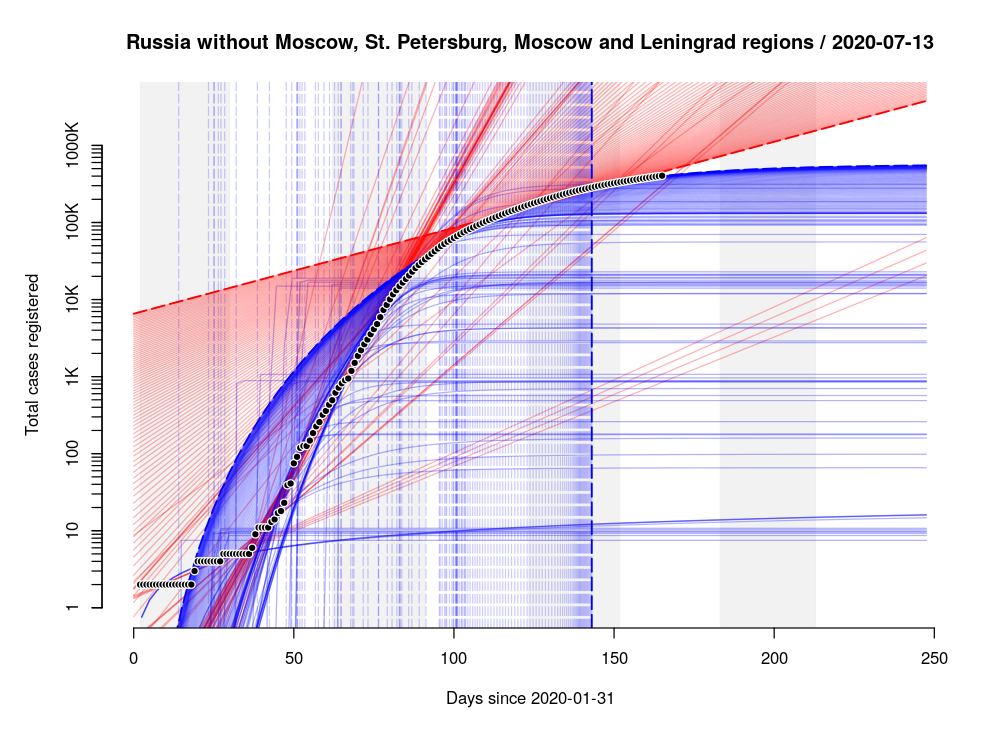 Russia without Moscow, St. Petersburg, Moscow and Leningrad regions / 2020-07-13
Total cases registered
1000K
100K
10K
1K
100
10
1
0 50 100 150 200 250
Days since 2020-01-31